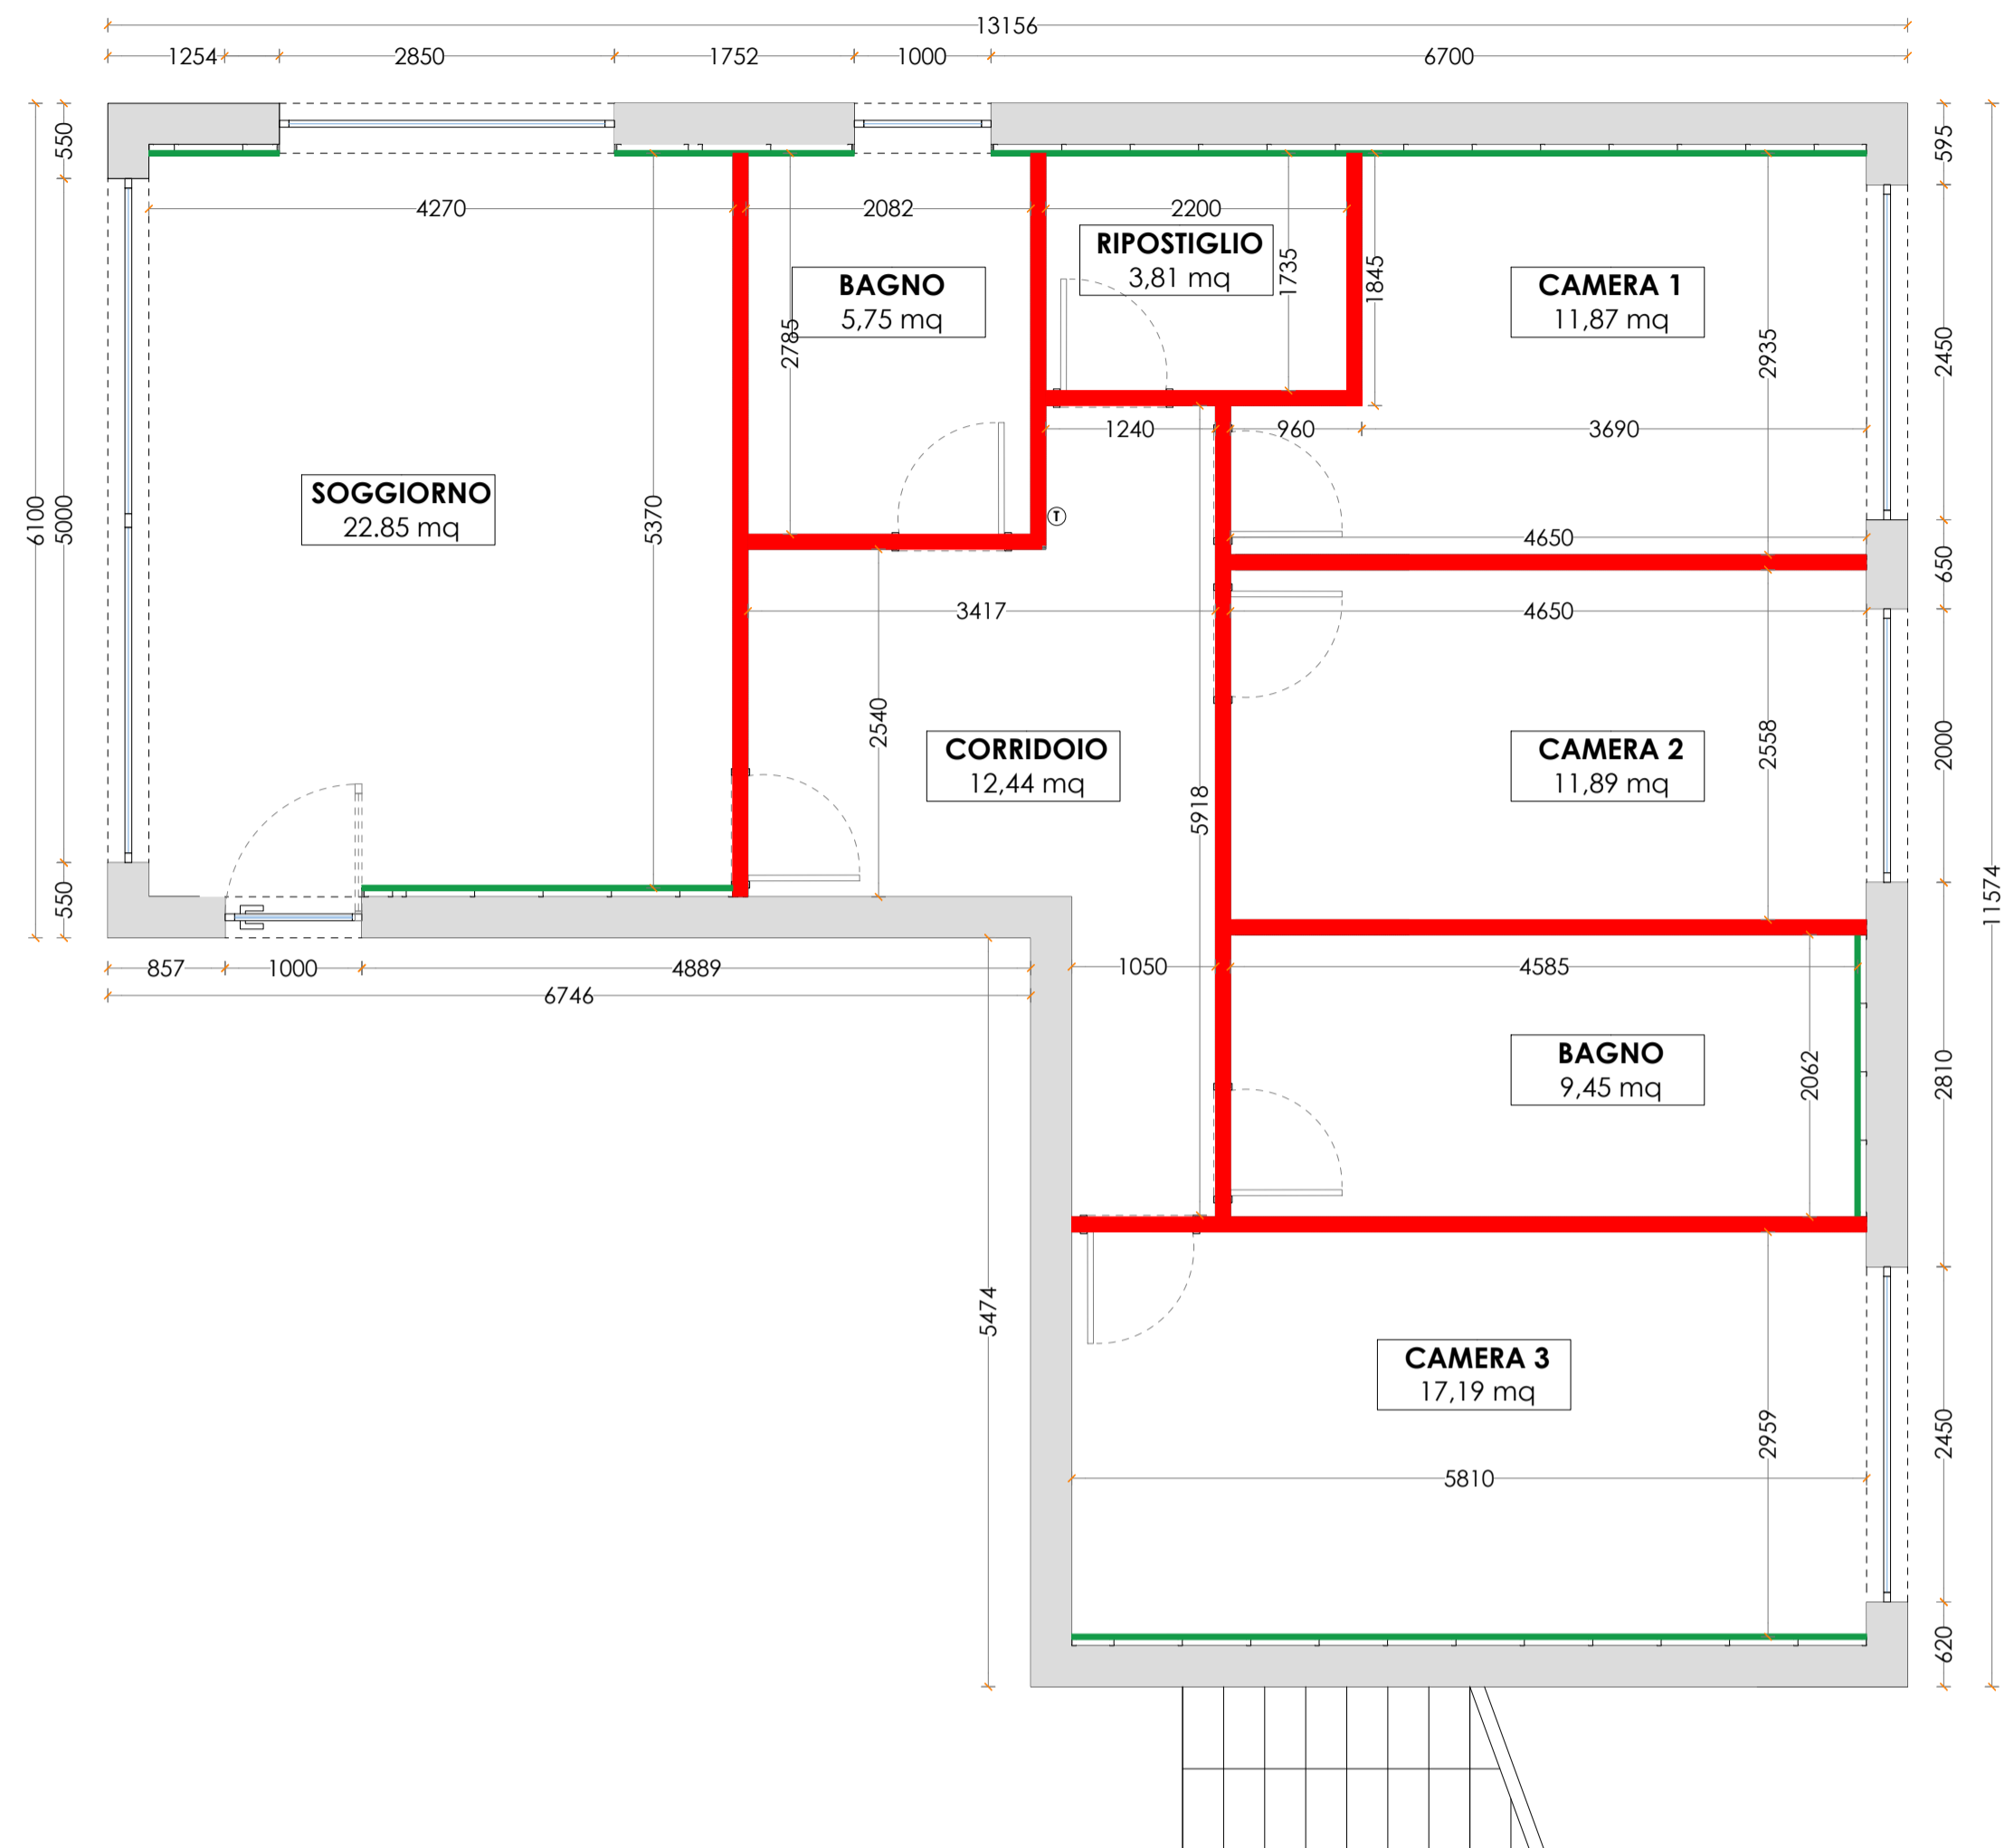 13156
1254 2850 1752 1000 6700
550
595
4270
2082
2200
RIPOSTIGLIO
3,81 mq
1735
1845
BAGNO
5,75 mq
2785
CAMERA 1
11,87 mq
2935
2450
1240
960
3690
SOGGIORNO
22.85 mq
6100
5000
5370
T
4650
650
3417
4650
2540
CORRIDOIO
12,44 mq
CAMERA 2
11,89 mq
2558
2000
5918
550
11574
857 1000 4889
6746
1050
4585
BAGNO
9,45 mq
2062
2810
5474
CAMERA 3
17,19 mq
2959
2450
5810
620